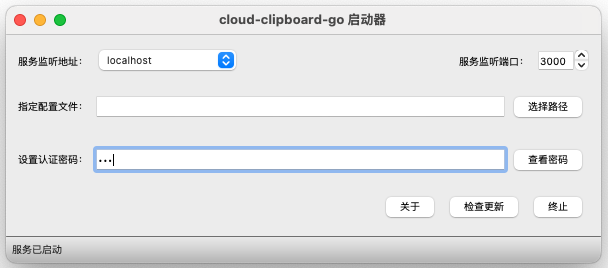 cloud-clipboard-go 启动器
服务监听地址: localhost 服务监听端口: 3000
指定配置文件: 选择路径
设置认证密码: ••• 查看密码
关于 检查更新 终止
服务已启动